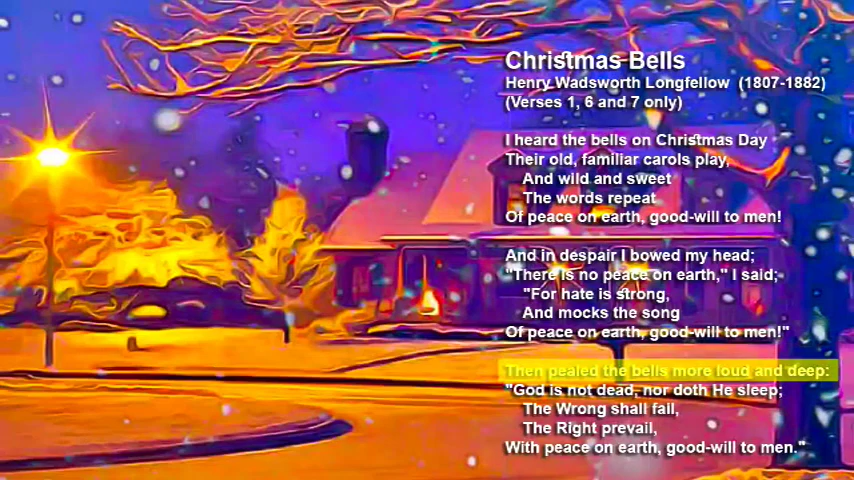 Christmas Bells
Henry Wadsworth Longfellow (1807-1882)
(Verses 1, 6 and 7 only)
I heard the bells on Christmas Day
Their old, familiar carols play,
And wild and sweet
The words repeat
Of peace on earth, good-will to men!
And in despair I bowed my head;
"There is no peace on earth," I said;
"For hate is strong,
And mocks the song
Of peace on earth, good-will to men!"
Then pealed the bells more loud and deep:
"God is not dead, nor doth He sleep;
The Wrong shall fail,
The Right prevail,
With peace on earth, good-will to men."